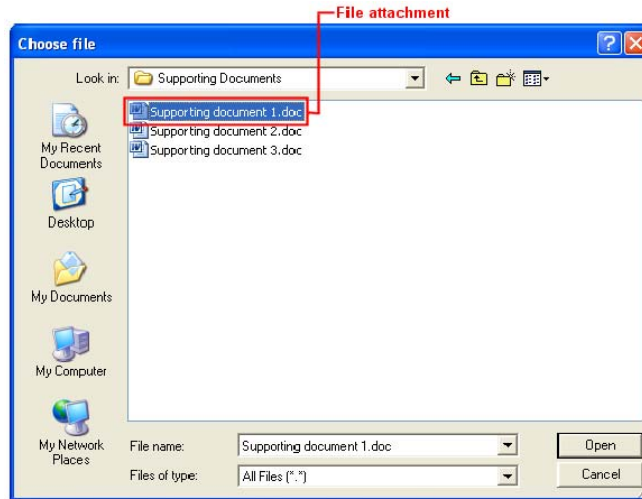 File attachment
Choose file
Look in: Supporting Documents
Supporting document 1.doc
Supporting document 2.doc
Supporting document 3.doc
My Recent
Documents
Desktop
My Documents
My Computer
My Network
Places
File name: Supporting document 1.doc Open
Files of type: All Files (*.*) Cancel